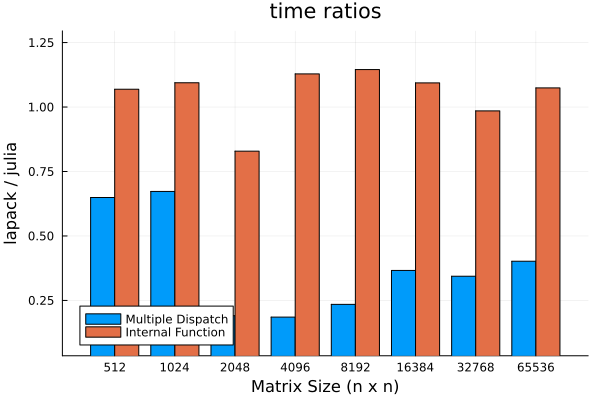 time ratios
lapack / julia
1.25
1.00
0.75
0.50
0.25
Multiple Dispatch
Internal Function
512 1024 2048 4096 8192 16384 32768 65536
Matrix Size (n x n)